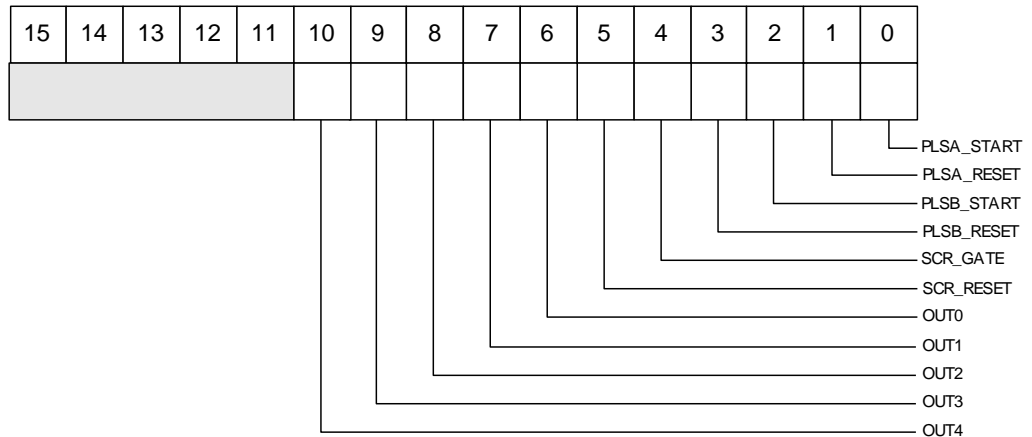 15 14 13 12 11 10 9 8 7 6 5 4 3 2 1 0
PLSA_START
PLSA_RESET
PLSB_START
PLSB_RESET
SCR_GATE
SCR_RESET
OUT0
OUT1
OUT2
OUT3
OUT4